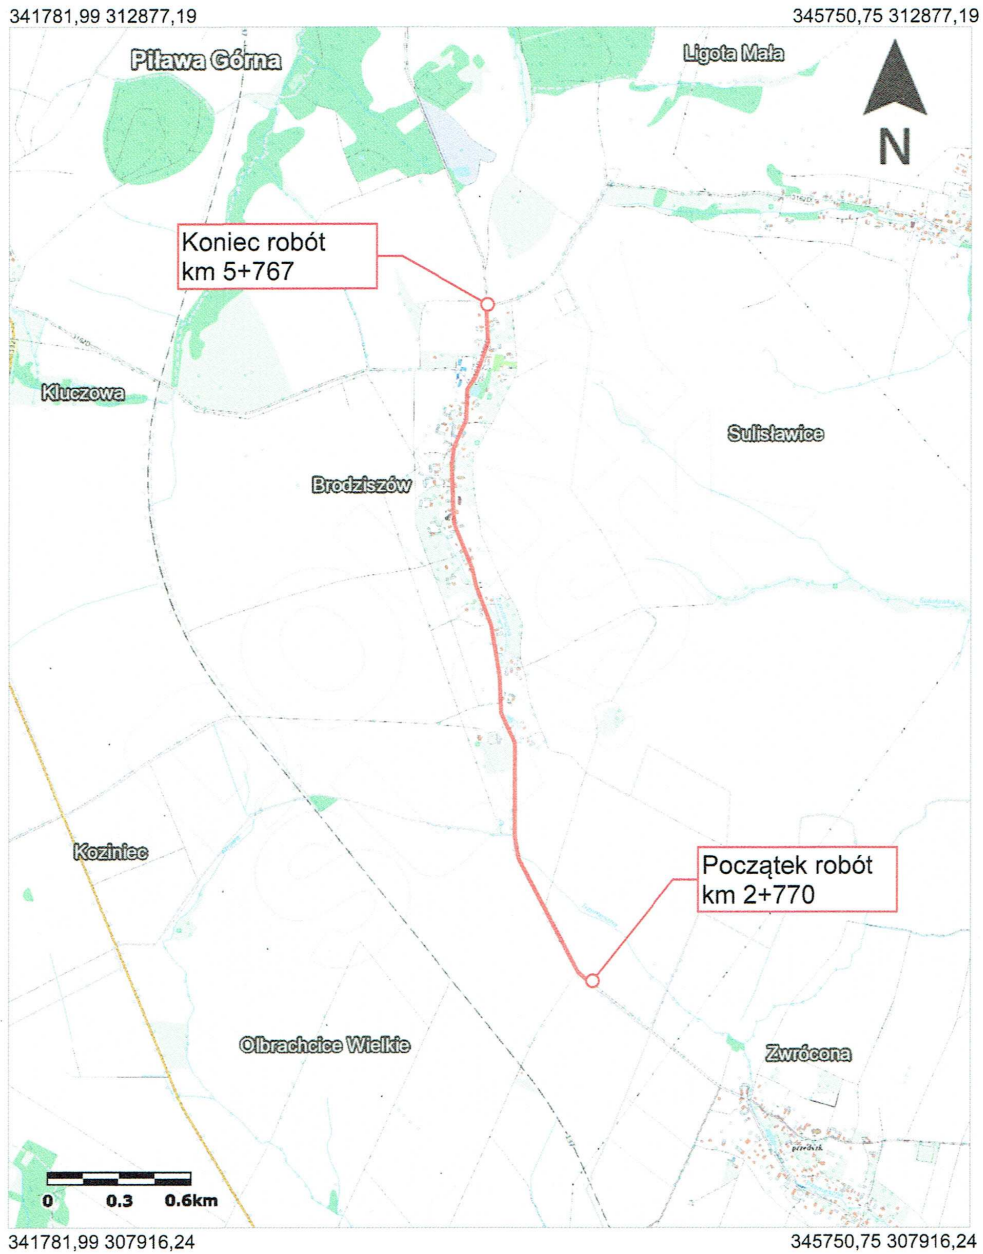 341781,99 312877,19
345750,75 312877,19
Piława Górna
Ligota Mała
N
Koniec robót
km 5+767
Kluczowa
Sulisławice
Brodziszów
Koziniec
Początek robót
km 2+770
Olbrachcice Wielkie
Zwrócona
0 0.3 0.6km
341781,99 307916,24
345750,75 307916,24